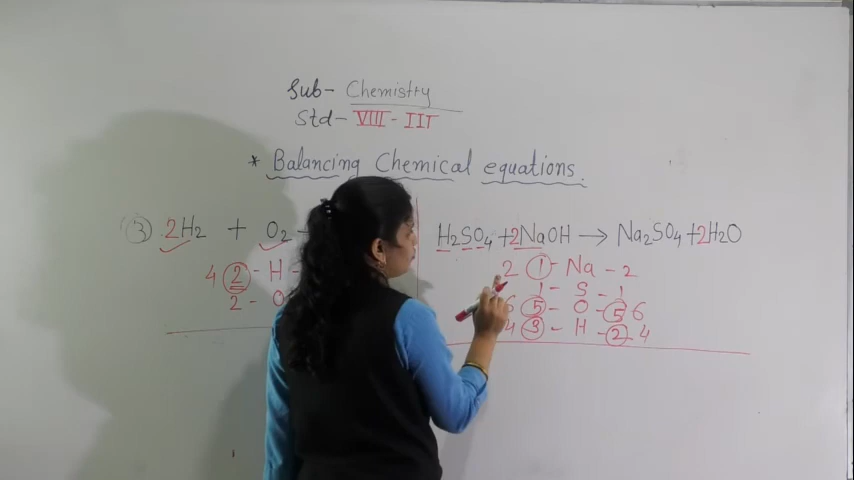 Sub- Chemistry
Std- VIII - IIT
* Balancing Chemical equations.
(3) 2H2 + O2 -
4 2 - H -
2 - O
H2SO4 + 2NaOH → Na2SO4 + 2H2O
2 1 - Na - 2
1 - S - 1
6 5 - O - 5 6
4 3 - H - 2 4